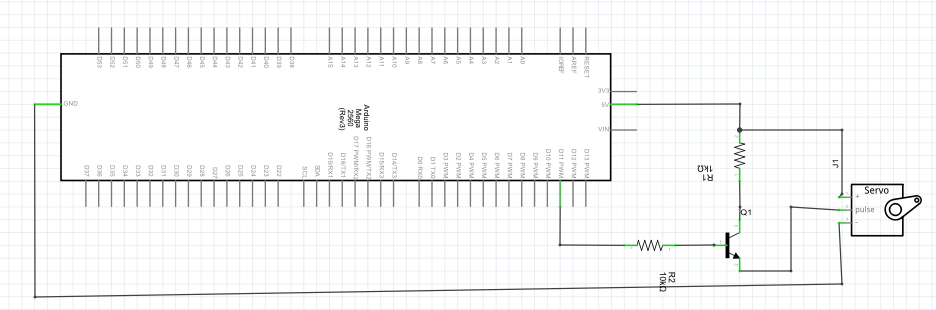 D53
D52
D51
D50
D49
D48
D47
D46
D45
D44
D43
D42
D41
D40
D39
D38
A15
A14
A13
A12
A11
A10
A9
A8
A7
A6
A5
A4
A3
A2
A1
A0
IOREF
AREF
RESET
GND
3V3
5V
VIN
Arduino
Mega
2560
(Rev3)
D37
D36
D35
D34
D33
D32
D31
D30
D29
D28
D27
D26
D25
D24
D23
D22
SCL
SDA
D19/RX1
D18/TX1
D17 PWM/RX2
D16 PWM/TX2
D15/RX3
D14/TX3
D0 RX0
D1 TX0
D2 PWM
D3 PWM
D4 PWM
D5 PWM
D6 PWM
D7 PWM
D8 PWM
D9 PWM
D10 PWM
D11 PWM
D12 PWM
D13 PWM
R1
1kΩ
J1
Servo
+
pulse
-
Q1
R2
10kΩ